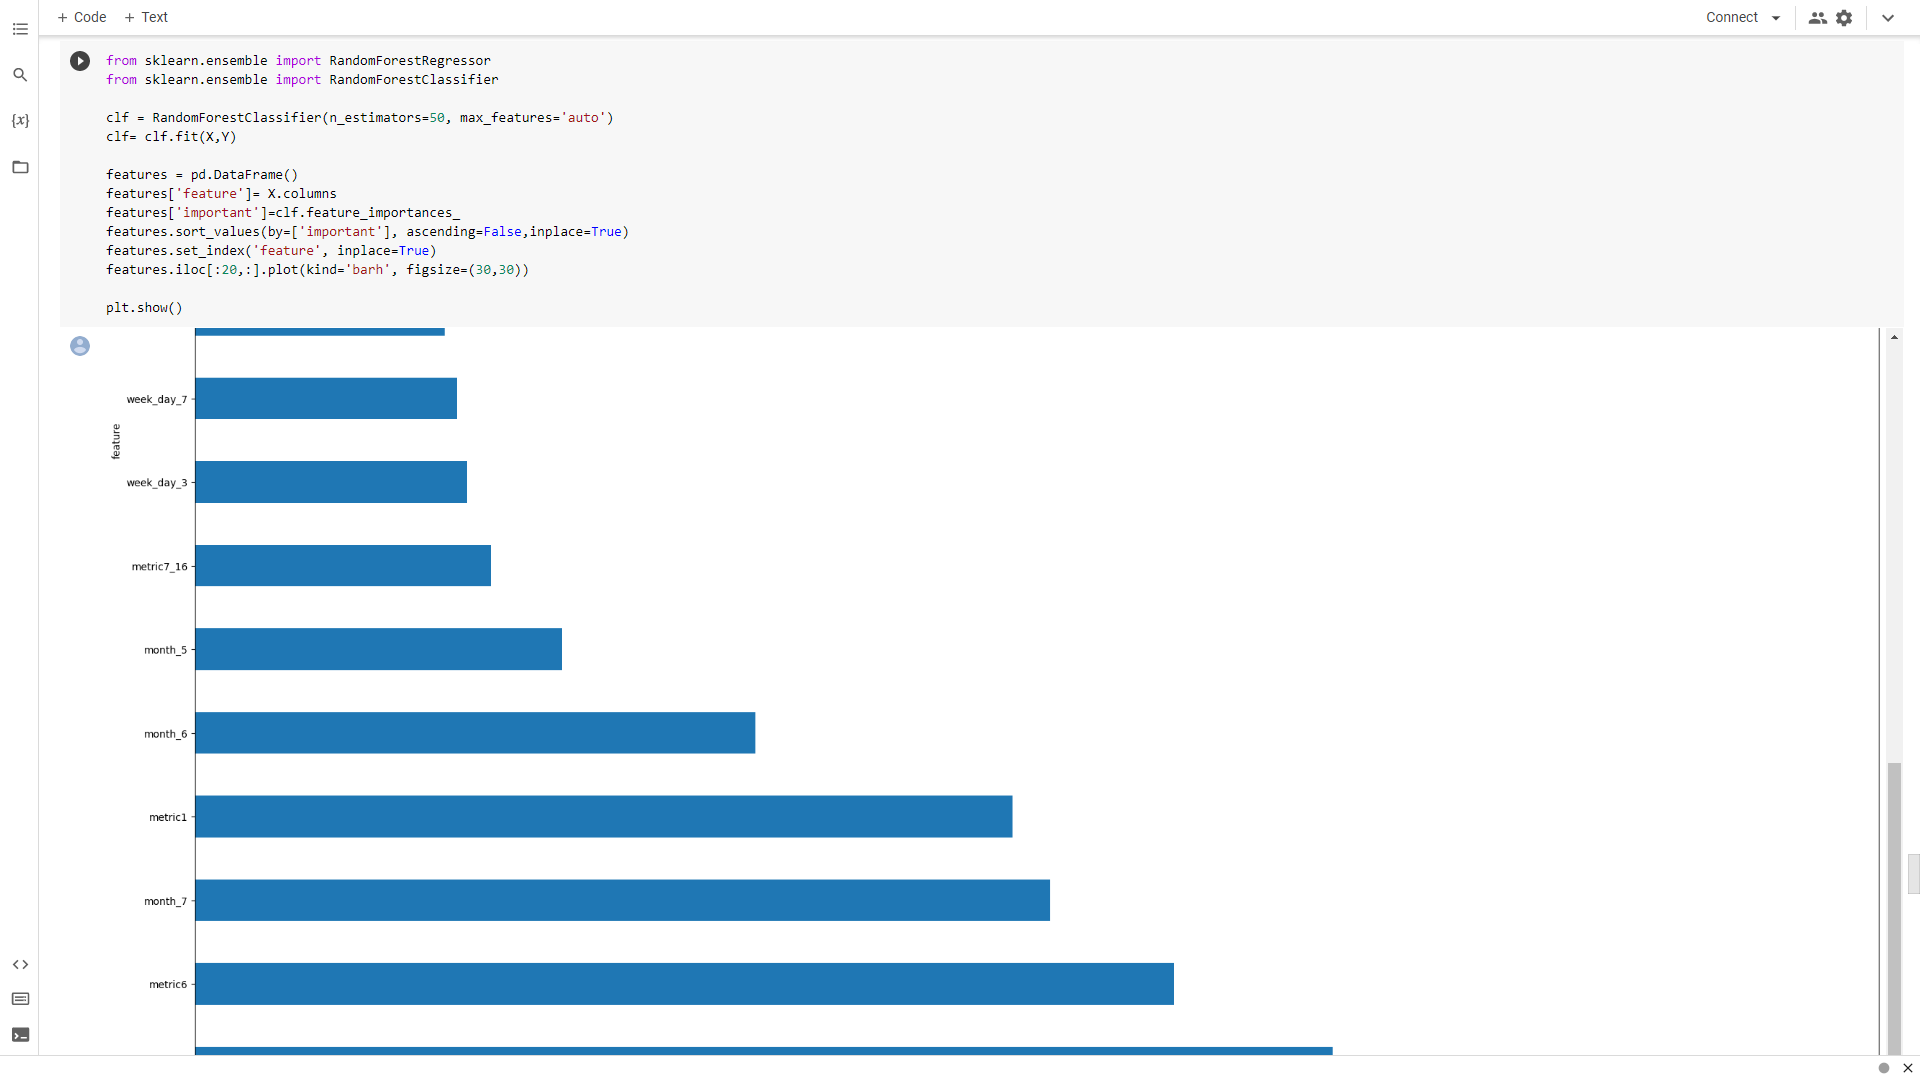 + Code + Text
Connect
from sklearn.ensemble import RandomForestRegressor
from sklearn.ensemble import RandomForestClassifier
clf = RandomForestClassifier(n_estimators=50, max_features='auto')
clf= clf.fit(X,Y)
features = pd.DataFrame()
features['feature']= X.columns
features['important']=clf.feature_importances_
features.sort_values(by=['important'], ascending=False,inplace=True)
features.set_index('feature', inplace=True)
features.iloc[:20,:].plot(kind='barh', figsize=(30,30))
plt.show()
week_day_7
feature
week_day_3
metric7_16
month_5
month_6
metric1
month_7
metric6